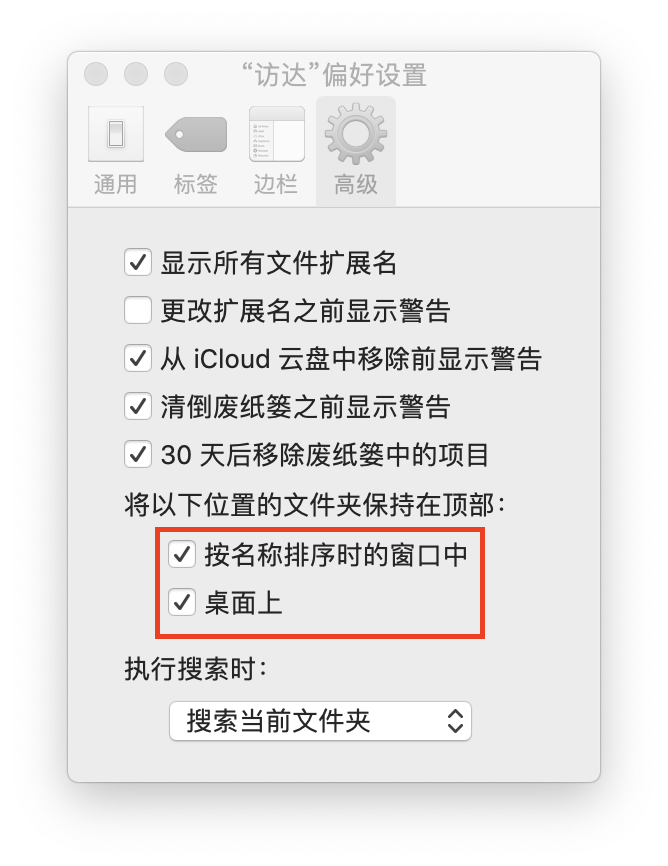 “访达”偏好设置
通用 标签 边栏 高级
显示所有文件扩展名
更改扩展名之前显示警告
从 iCloud 云盘中移除前显示警告
清倒废纸篓之前显示警告
30 天后移除废纸篓中的项目
将以下位置的文件夹保持在顶部：
按名称排序时的窗口中
桌面上
执行搜索时：
搜索当前文件夹